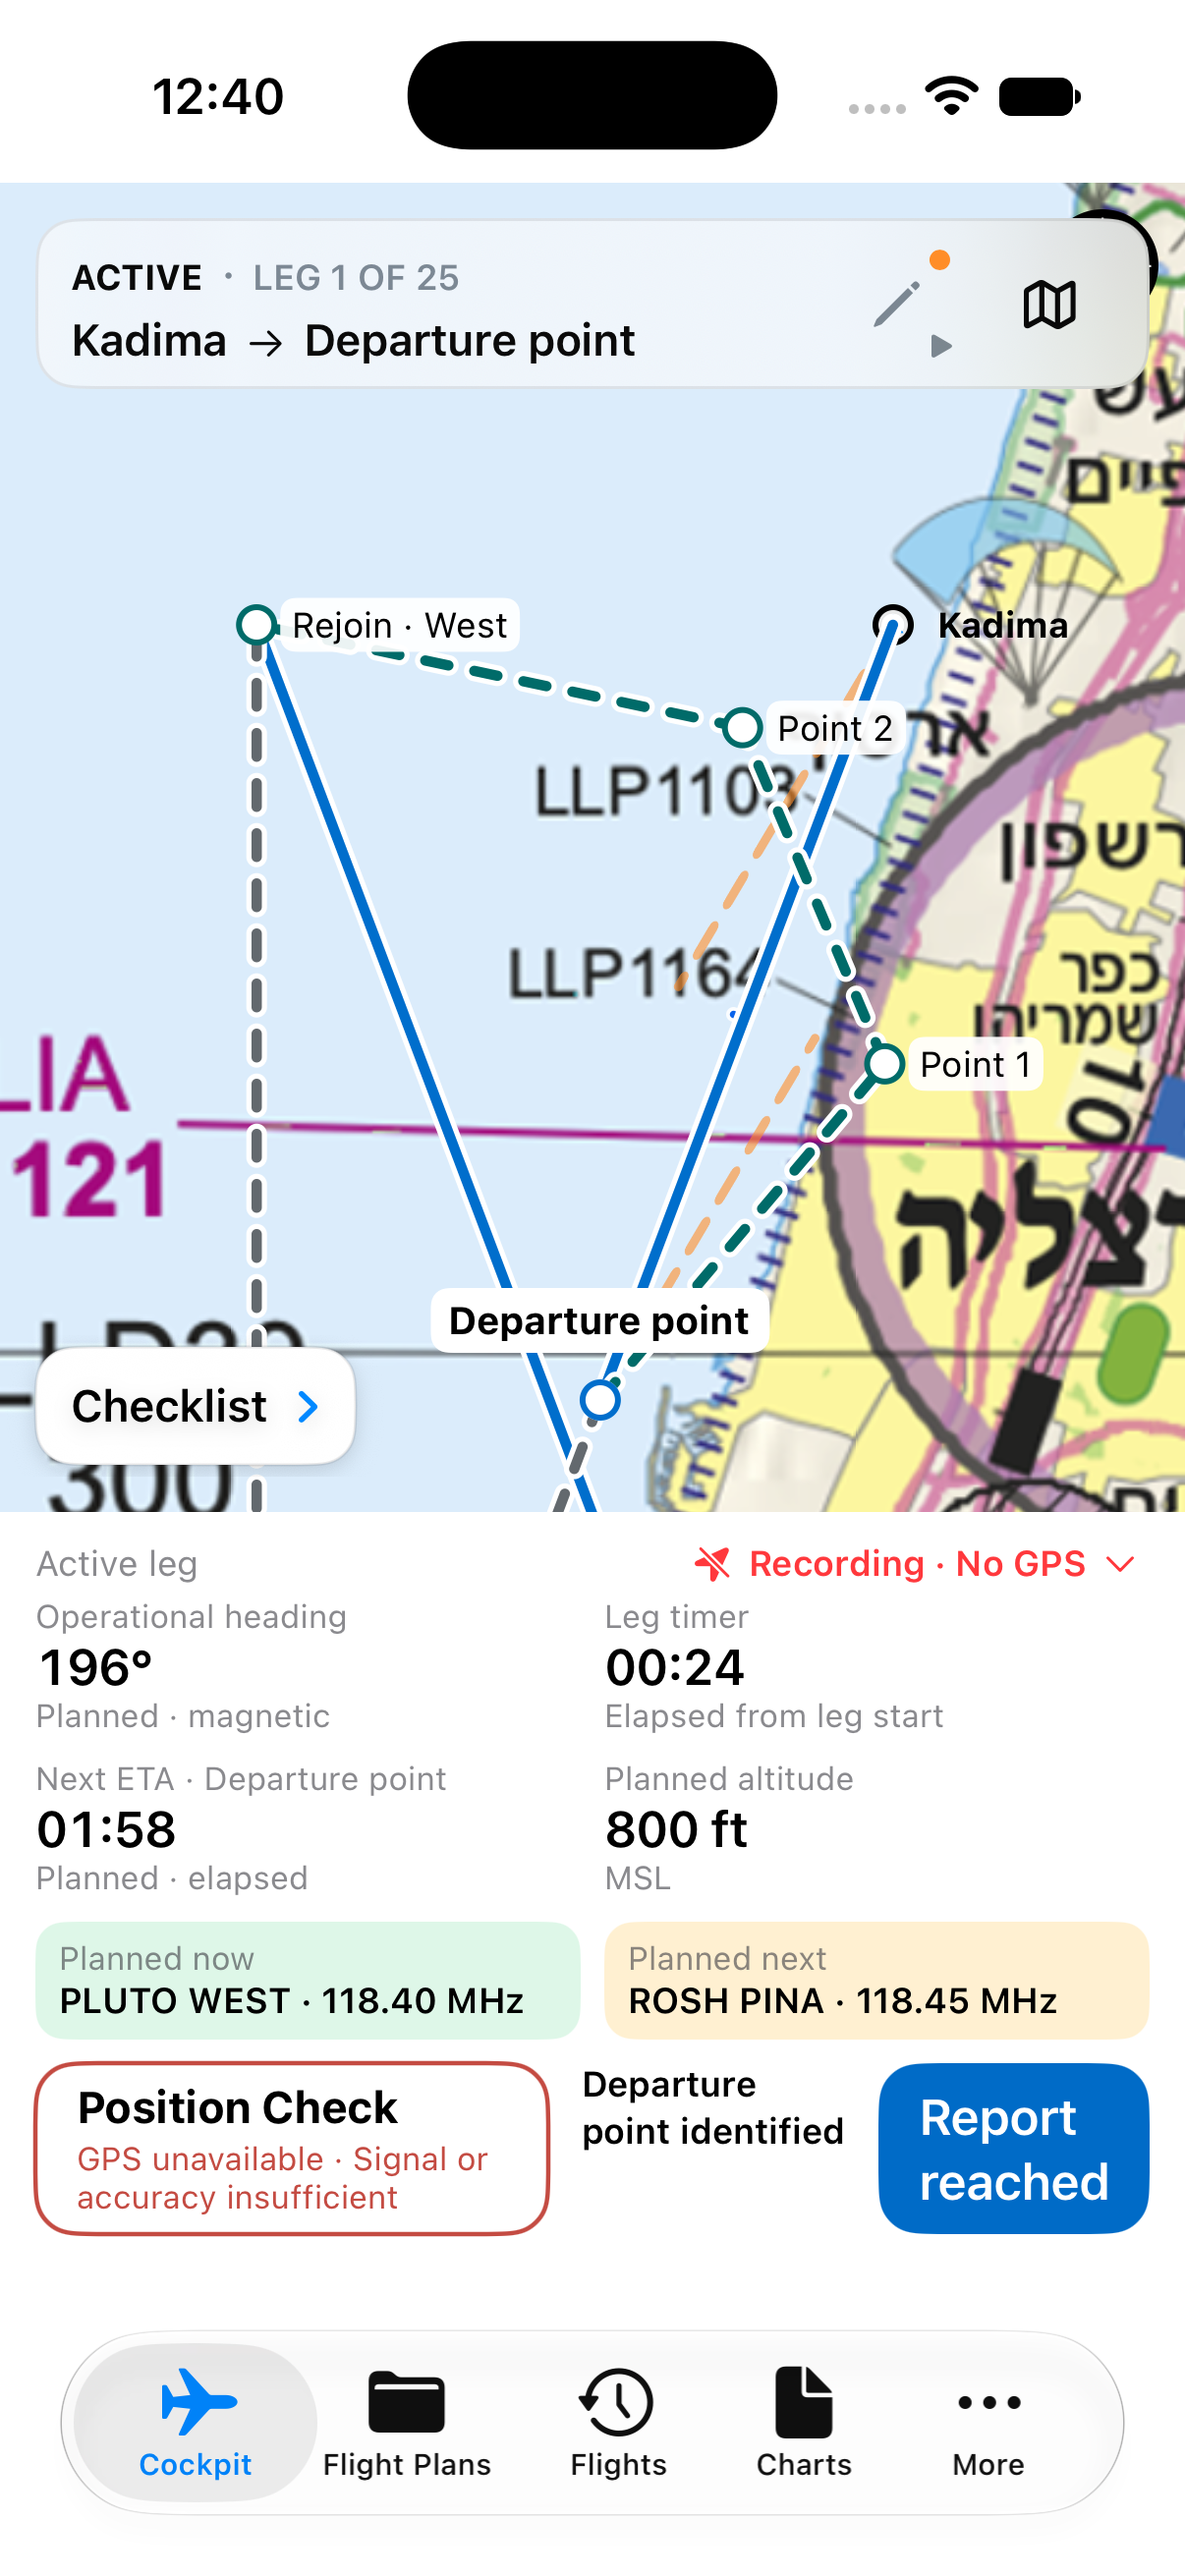 12:40
ACTIVE · LEG 1 OF 25
Kadima → Departure point
פיים
Rejoin · West
Kadima
Point 2
LLP1103
רשפון
LLP1164
כפר
שמריהו
Point 1
LIA
121
10
Departure point
Checklist
300
Active leg
Recording · No GPS
Operational heading
Leg timer
196°
00:24
Planned · magnetic
Elapsed from leg start
Next ETA · Departure point
Planned altitude
01:58
800 ft
Planned · elapsed
MSL
Planned now
Planned next
PLUTO WEST · 118.40 MHz
ROSH PINA · 118.45 MHz
Position Check
GPS unavailable · Signal or
accuracy insufficient
Departure
point identified
Report
reached
Cockpit
Flight Plans
Flights
Charts
More